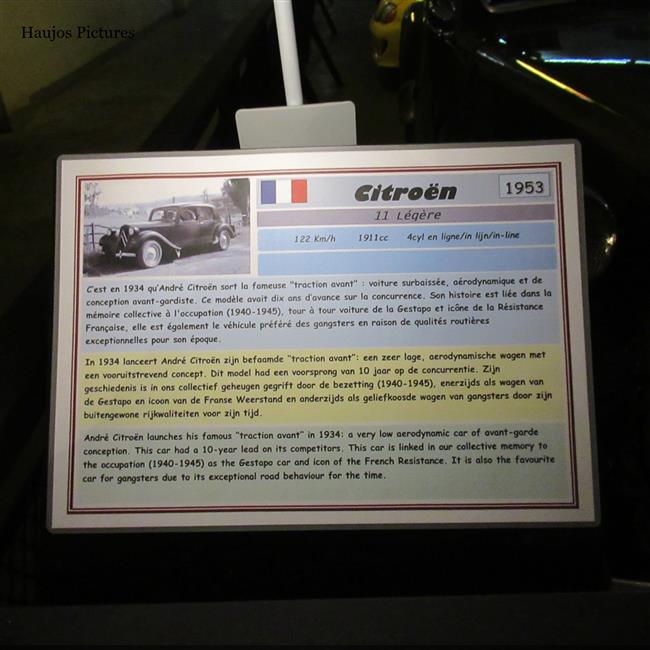 Haujos Pictures
Citroën
1953
11 Légère
122 Km/h 1911cc 4cyl en ligne/in lijn/in-line
C'est en 1934 qu'André Citroën sort la fameuse "traction avant" : voiture surbaissée, aérodynamique et de
conception avant-gardiste. Ce modèle avait dix ans d'avance sur la concurrence. Son histoire est liée dans la
mémoire collective à l'occupation (1940-1945), tour à tour voiture de la Gestapo et icône de la Résistance
Française, elle est également le véhicule préféré des gangsters en raison de qualités routières
exceptionnelles pour son époque.
In 1934 lanceert André Citroën zijn befaamde "traction avant": een zeer lage, aerodynamische wagen met
een vooruitstrevend concept. Dit model had een voorsprong van 10 jaar op de concurrentie. Zijn
geschiedenis is in ons collectief geheugen gegrift door de bezetting (1940-1945), enerzijds als wagen van
de Gestapo en icoon van de Franse Weerstand en anderzijds als geliefkoosde wagen van gangsters door zijn
buitengewone rijkwaliteiten voor zijn tijd.
André Citroën launches his famous "traction avant" in 1934: a very low aerodynamic car of avant-garde
conception. This car had a 10-year lead on its competitors. This car is linked in our collective memory to
the occupation (1940-1945) as the Gestapo car and icon of the French Resistance. It is also the favourite
car for gangsters due to its exceptional road behaviour for the time.